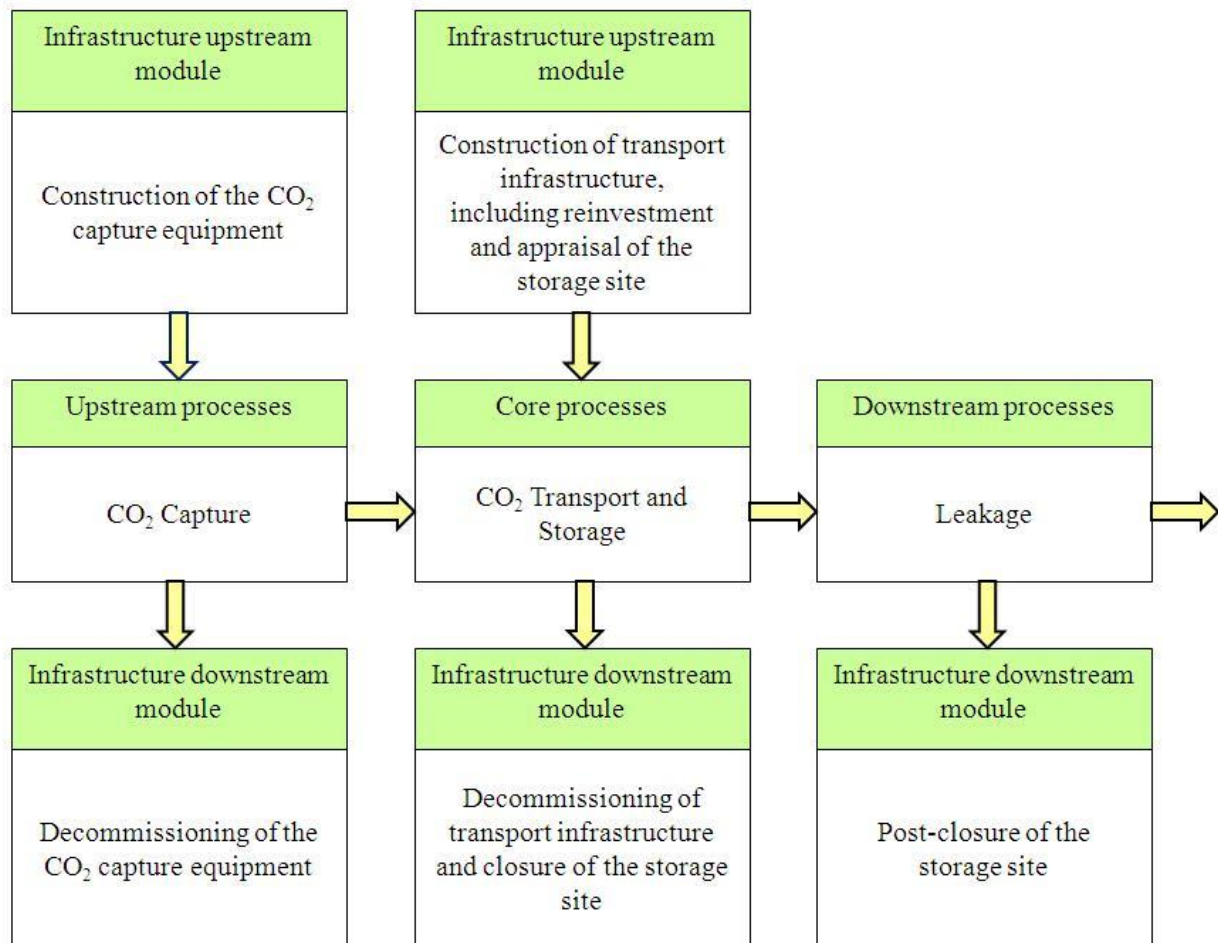 Infrastructure upstream
module
Construction of the CO₂
capture equipment
Infrastructure upstream
module
Construction of transport
infrastructure,
including reinvestment
and appraisal of the
storage site
Upstream processes
CO₂ Capture
Core processes
CO₂ Transport and
Storage
Downstream processes
Leakage
Infrastructure downstream
module
Decommissioning of the
CO₂ capture equipment
Infrastructure downstream
module
Decommissioning of
transport infrastructure
and closure of the storage
site
Infrastructure downstream
module
Post-closure of the
storage site